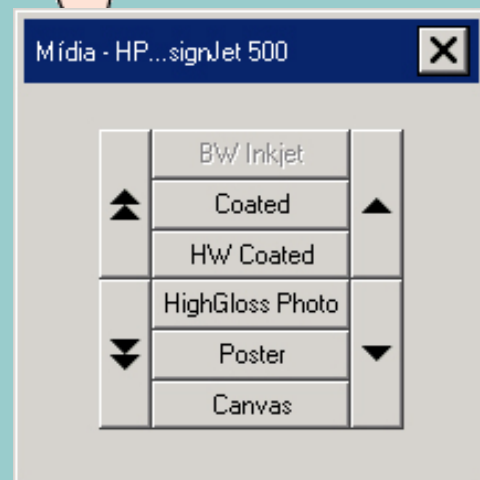 Mídia - HP...signJet 500
BW Inkjet
Coated
HW Coated
HighGloss Photo
Poster
Canvas